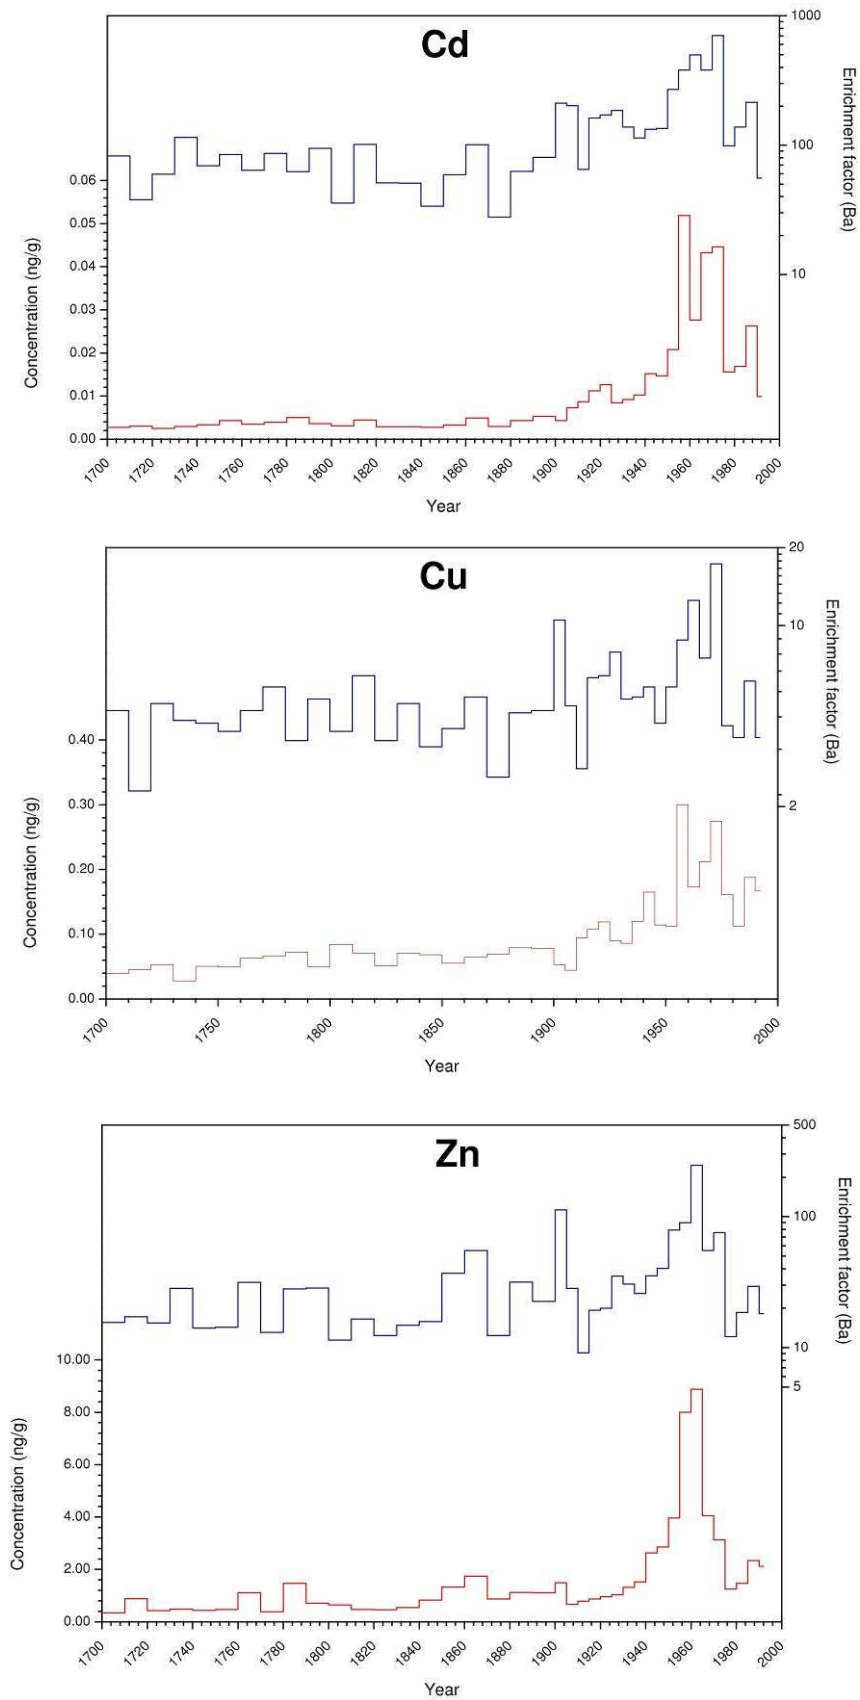 Cd
1000
100
10
Enrichment factor (Ba)
0.06
0.05
0.04
0.03
0.02
0.01
0.00
Concentration (ng/g)
1700 1720 1740 1760 1780 1800 1820 1840 1860 1880 1900 1920 1940 1960 1980 2000
Year
Cu
20
10
2
Enrichment factor (Ba)
0.40
0.30
0.20
0.10
0.00
Concentration (ng/g)
1700 1750 1800 1850 1900 1950 2000
Year
Zn
500
100
10
5
Enrichment factor (Ba)
10.00
8.00
6.00
4.00
2.00
0.00
Concentration (ng/g)
1700 1720 1740 1760 1780 1800 1820 1840 1860 1880 1900 1920 1940 1960 1980 2000
Year